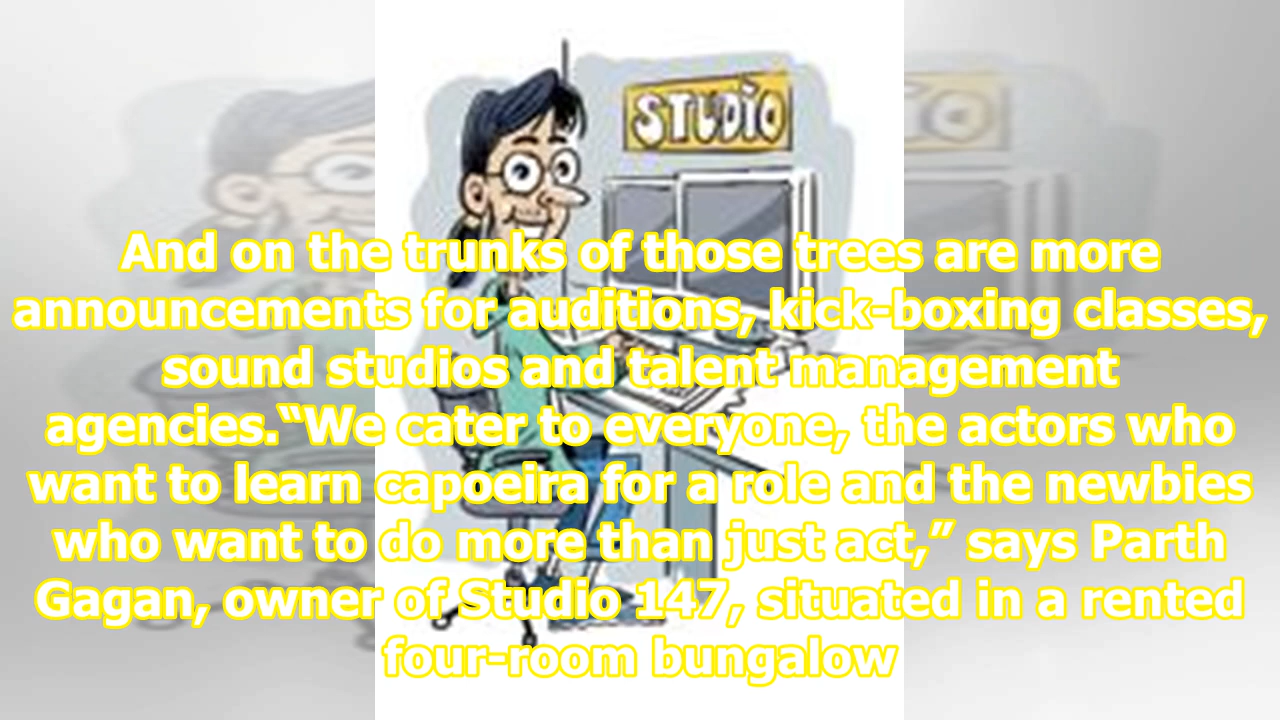 STUDIO
And on the trunks of those trees are more
announcements for auditions, kick-boxing classes,
sound studios and talent management
agencies.“We cater to everyone, the actors who
want to learn capoeira for a role and the newbies
who want to do more than just act,” says Parth
Gagan, owner of Studio 147, situated in a rented
four-room bungalow